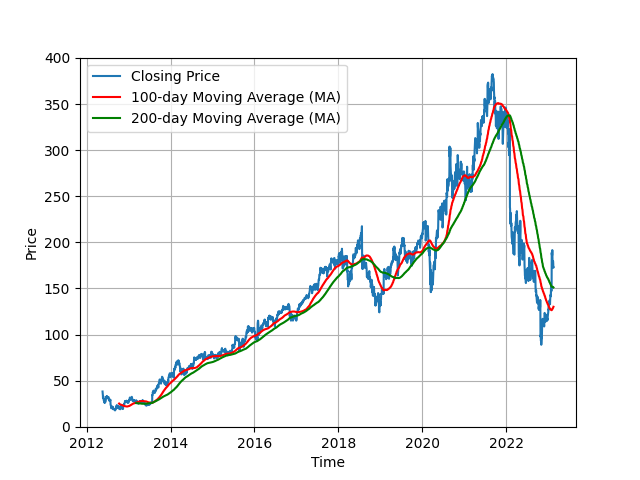 400
350
300
250
200
150
100
50
0
Price
Closing Price
100-day Moving Average (MA)
200-day Moving Average (MA)
2012 2014 2016 2018 2020 2022
Time